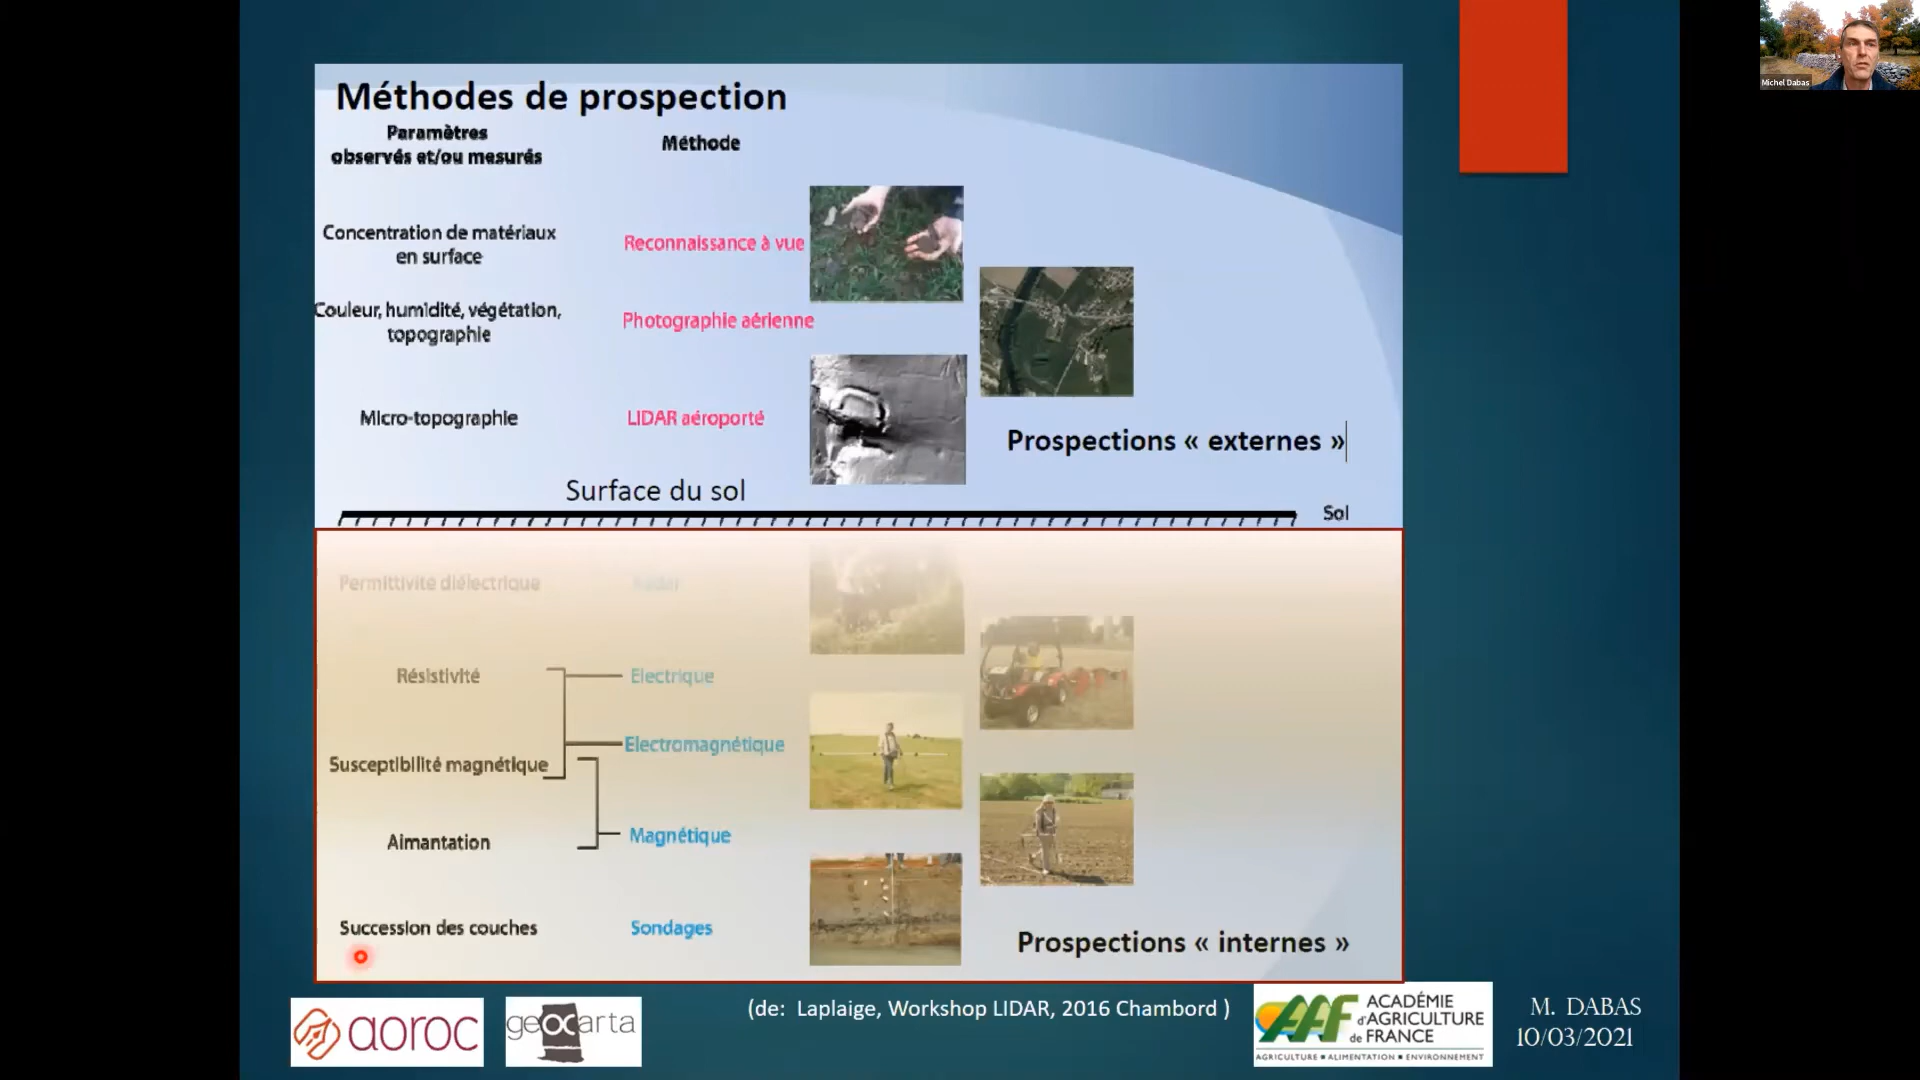 Michel Dabas
Méthodes de prospection
Paramètres
observés et/ou mesurés
Méthode
Concentration de matériaux
en surface
Reconnaissance à vue
Couleur, humidité, végétation,
topographie
Photographie aérienne
Micro-topographie
LIDAR aéroporté
Prospections « externes »
Surface du sol
Sol
Permittivité diélectrique
Radar
Résistivité
Electrique
Electromagnétique
Susceptibilité magnétique
Aimantation
Magnétique
Succession des couches
Sondages
Prospections « internes »
aoroc
geocarta
(de: Laplaige, Workshop LIDAR, 2016 Chambord )
AAF
ACADÉMIE
d'AGRICULTURE
de FRANCE
AGRICULTURE ■ ALIMENTATION ■ ENVIRONNEMENT
M. DABAS
10/03/2021